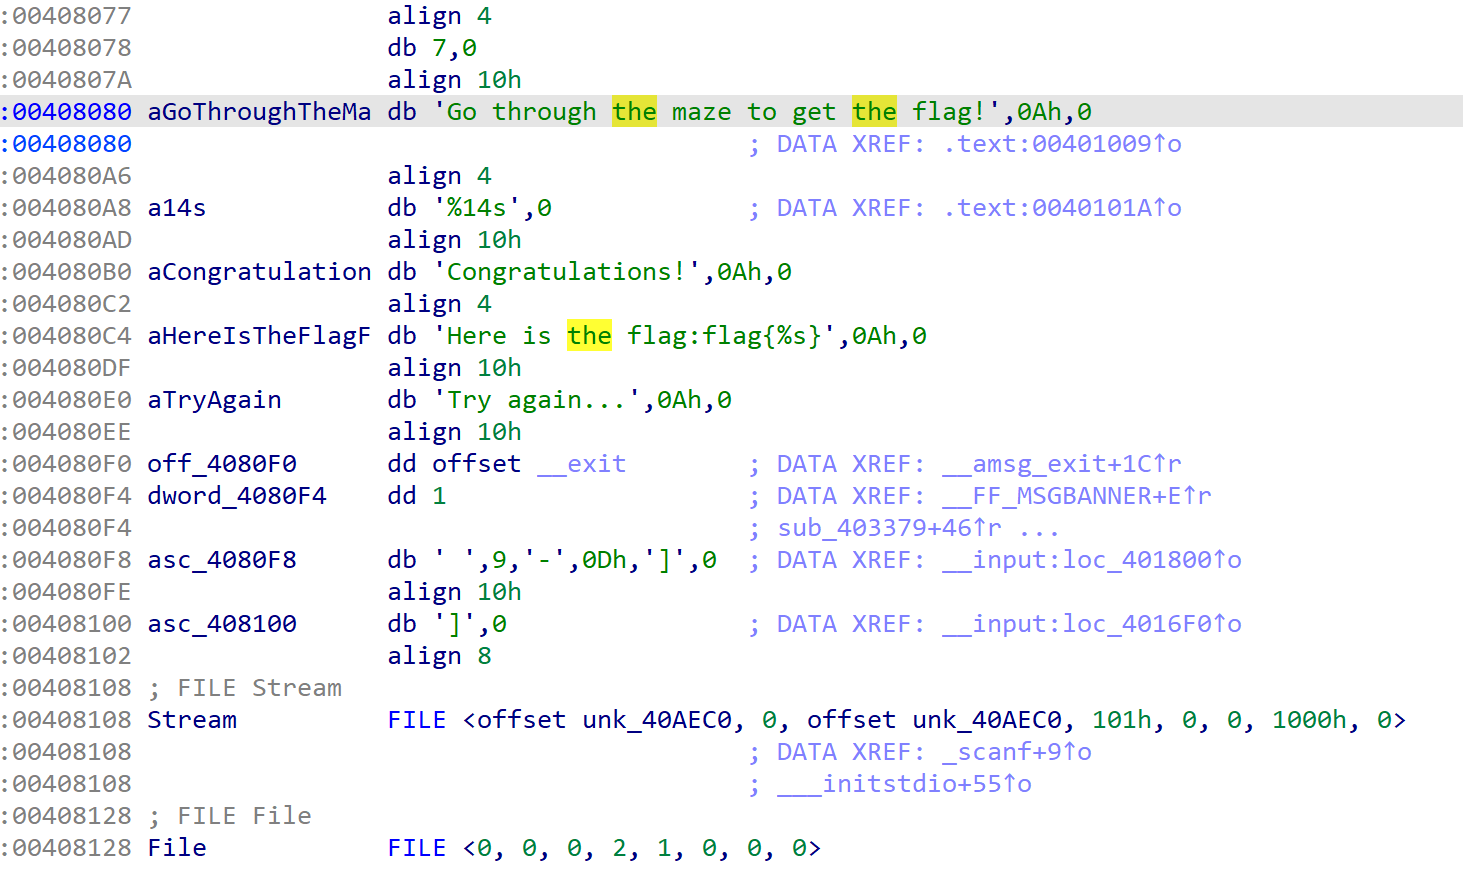 :00408077                 align 4
:00408078                 db 7,0
:0040807A                 align 10h
:00408080 aGoThroughTheMa db 'Go through the maze to get the flag!',0Ah,0
:00408080                                         ; DATA XREF: .text:00401009↑o
:004080A6                 align 4
:004080A8 a14s            db '%14s',0             ; DATA XREF: .text:0040101A↑o
:004080AD                 align 10h
:004080B0 aCongratulation db 'Congratulations!',0Ah,0
:004080C2                 align 4
:004080C4 aHereIsTheFlagF db 'Here is the flag:flag{%s}',0Ah,0
:004080DF                 align 10h
:004080E0 aTryAgain       db 'Try again...',0Ah,0
:004080EE                 align 10h
:004080F0 off_4080F0      dd offset __exit        ; DATA XREF: __amsg_exit+1C↑r
:004080F4 dword_4080F4    dd 1                    ; DATA XREF: __FF_MSGBANNER+E↑r
:004080F4                                         ; sub_403379+46↑r ...
:004080F8 asc_4080F8      db ' ',9,'-',0Dh,']',0  ; DATA XREF: __input:loc_401800↑o
:004080FE                 align 10h
:00408100 asc_408100      db ']',0                ; DATA XREF: __input:loc_4016F0↑o
:00408102                 align 8
:00408108 ; FILE Stream
:00408108 Stream          FILE <offset unk_40AEC0, 0, offset unk_40AEC0, 101h, 0, 0, 1000h, 0>
:00408108                                         ; DATA XREF: _scanf+9↑o
:00408108                                         ; ___initstdio+55↑o
:00408128 ; FILE File
:00408128 File            FILE <0, 0, 0, 2, 1, 0, 0, 0>